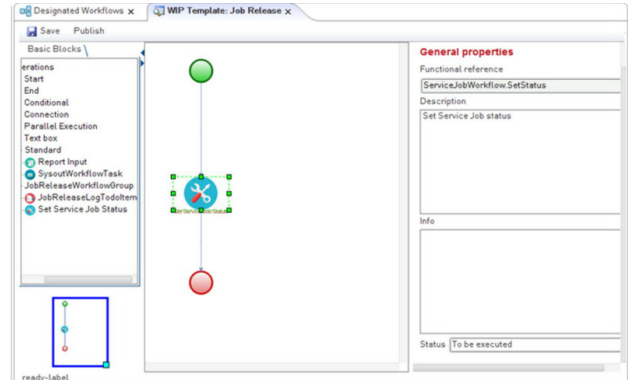 Designated Workflows x
WIP Template: Job Release x
Save Publish
Basic Blocks
erations
Start
End
Conditional
Connection
Parallel Execution
Text box
Standard
Report Input
SysoutWorkflowTask
JobReleaseWorkflowGroup
JobReleaseLogTodoItem
Set Service Job Status
ready-label
General properties
Functional reference
ServiceJobWorkflow.SetStatus
Description
Set Service Job status
Info
Status To be executed